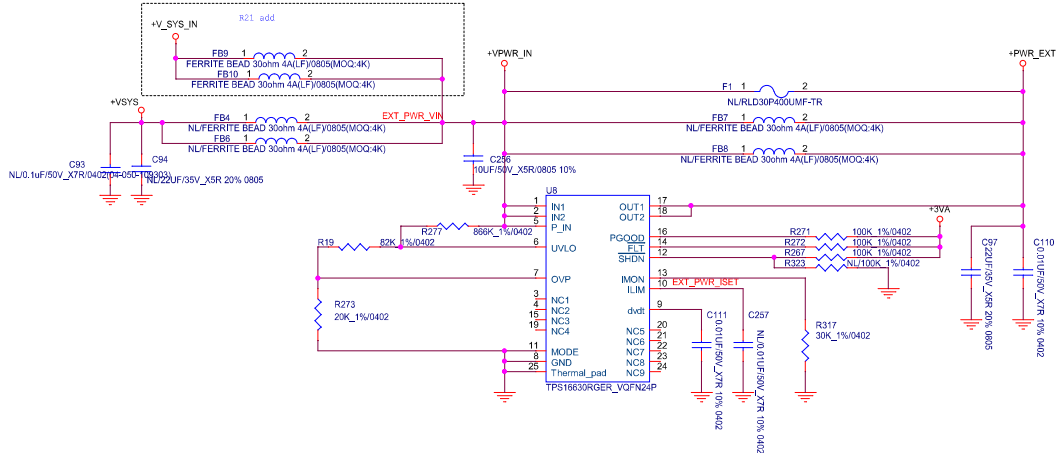 R21 add
+V_SYS_IN
FB9 1 2
FERRITE BEAD 30ohm 4A(LF)/0805(MOQ:4K)
FB10 1 2
FERRITE BEAD 30ohm 4A(LF)/0805(MOQ:4K)
+VSYS
FB4 1 2
NL/FERRITE BEAD 30ohm 4A(LF)/0805(MOQ:4K)
FB6 1 2
NL/FERRITE BEAD 30ohm 4A(LF)/0805(MOQ:4K)
EXT_PWR_VIN
C93
NL/0.1uF/50V_X7R/0402(04-050-109303)
C94
NL/22UF/35V_X5R 20% 0805
+VPWR_IN
+PWR_EXT
F1 1 2
NL/RLD30P400UMF-TR
FB7 1 2
NL/FERRITE BEAD 30ohm 4A(LF)/0805(MOQ:4K)
FB8 1 2
NL/FERRITE BEAD 30ohm 4A(LF)/0805(MOQ:4K)
C256
10UF/50V_X5R/0805 10%
U8
1 IN1
2 IN2
5 P_IN
6 UVLO
7 OVP
3 NC1
4 NC2
15 NC3
19 NC4
11 MODE
8 GND
25 Thermal_pad
OUT1 17
OUT2 18
PGOOD 16
FLT 14
SHDN 12
IMON 13
ILIM 10
dvdt 9
NC5 20
NC6 21
NC7 22
NC8 23
NC9 24
TPS16630RGER_VQFN24P
R277
866K_1%/0402
R19
82K_1%/0402
R273
20K_1%/0402
+3VA
R271 100K_1%/0402
R272 100K_1%/0402
R267 100K_1%/0402
R323 NL/100K_1%/0402
EXT_PWR_ISET
C111
0.01UF/50V_X7R 10% 0402
C257
NL/0.01UF/50V_X7R 10% 0402
R317
30K_1%/0402
C97
22UF/35V_X5R 20% 0805
C110
0.01UF/50V_X7R 10% 0402